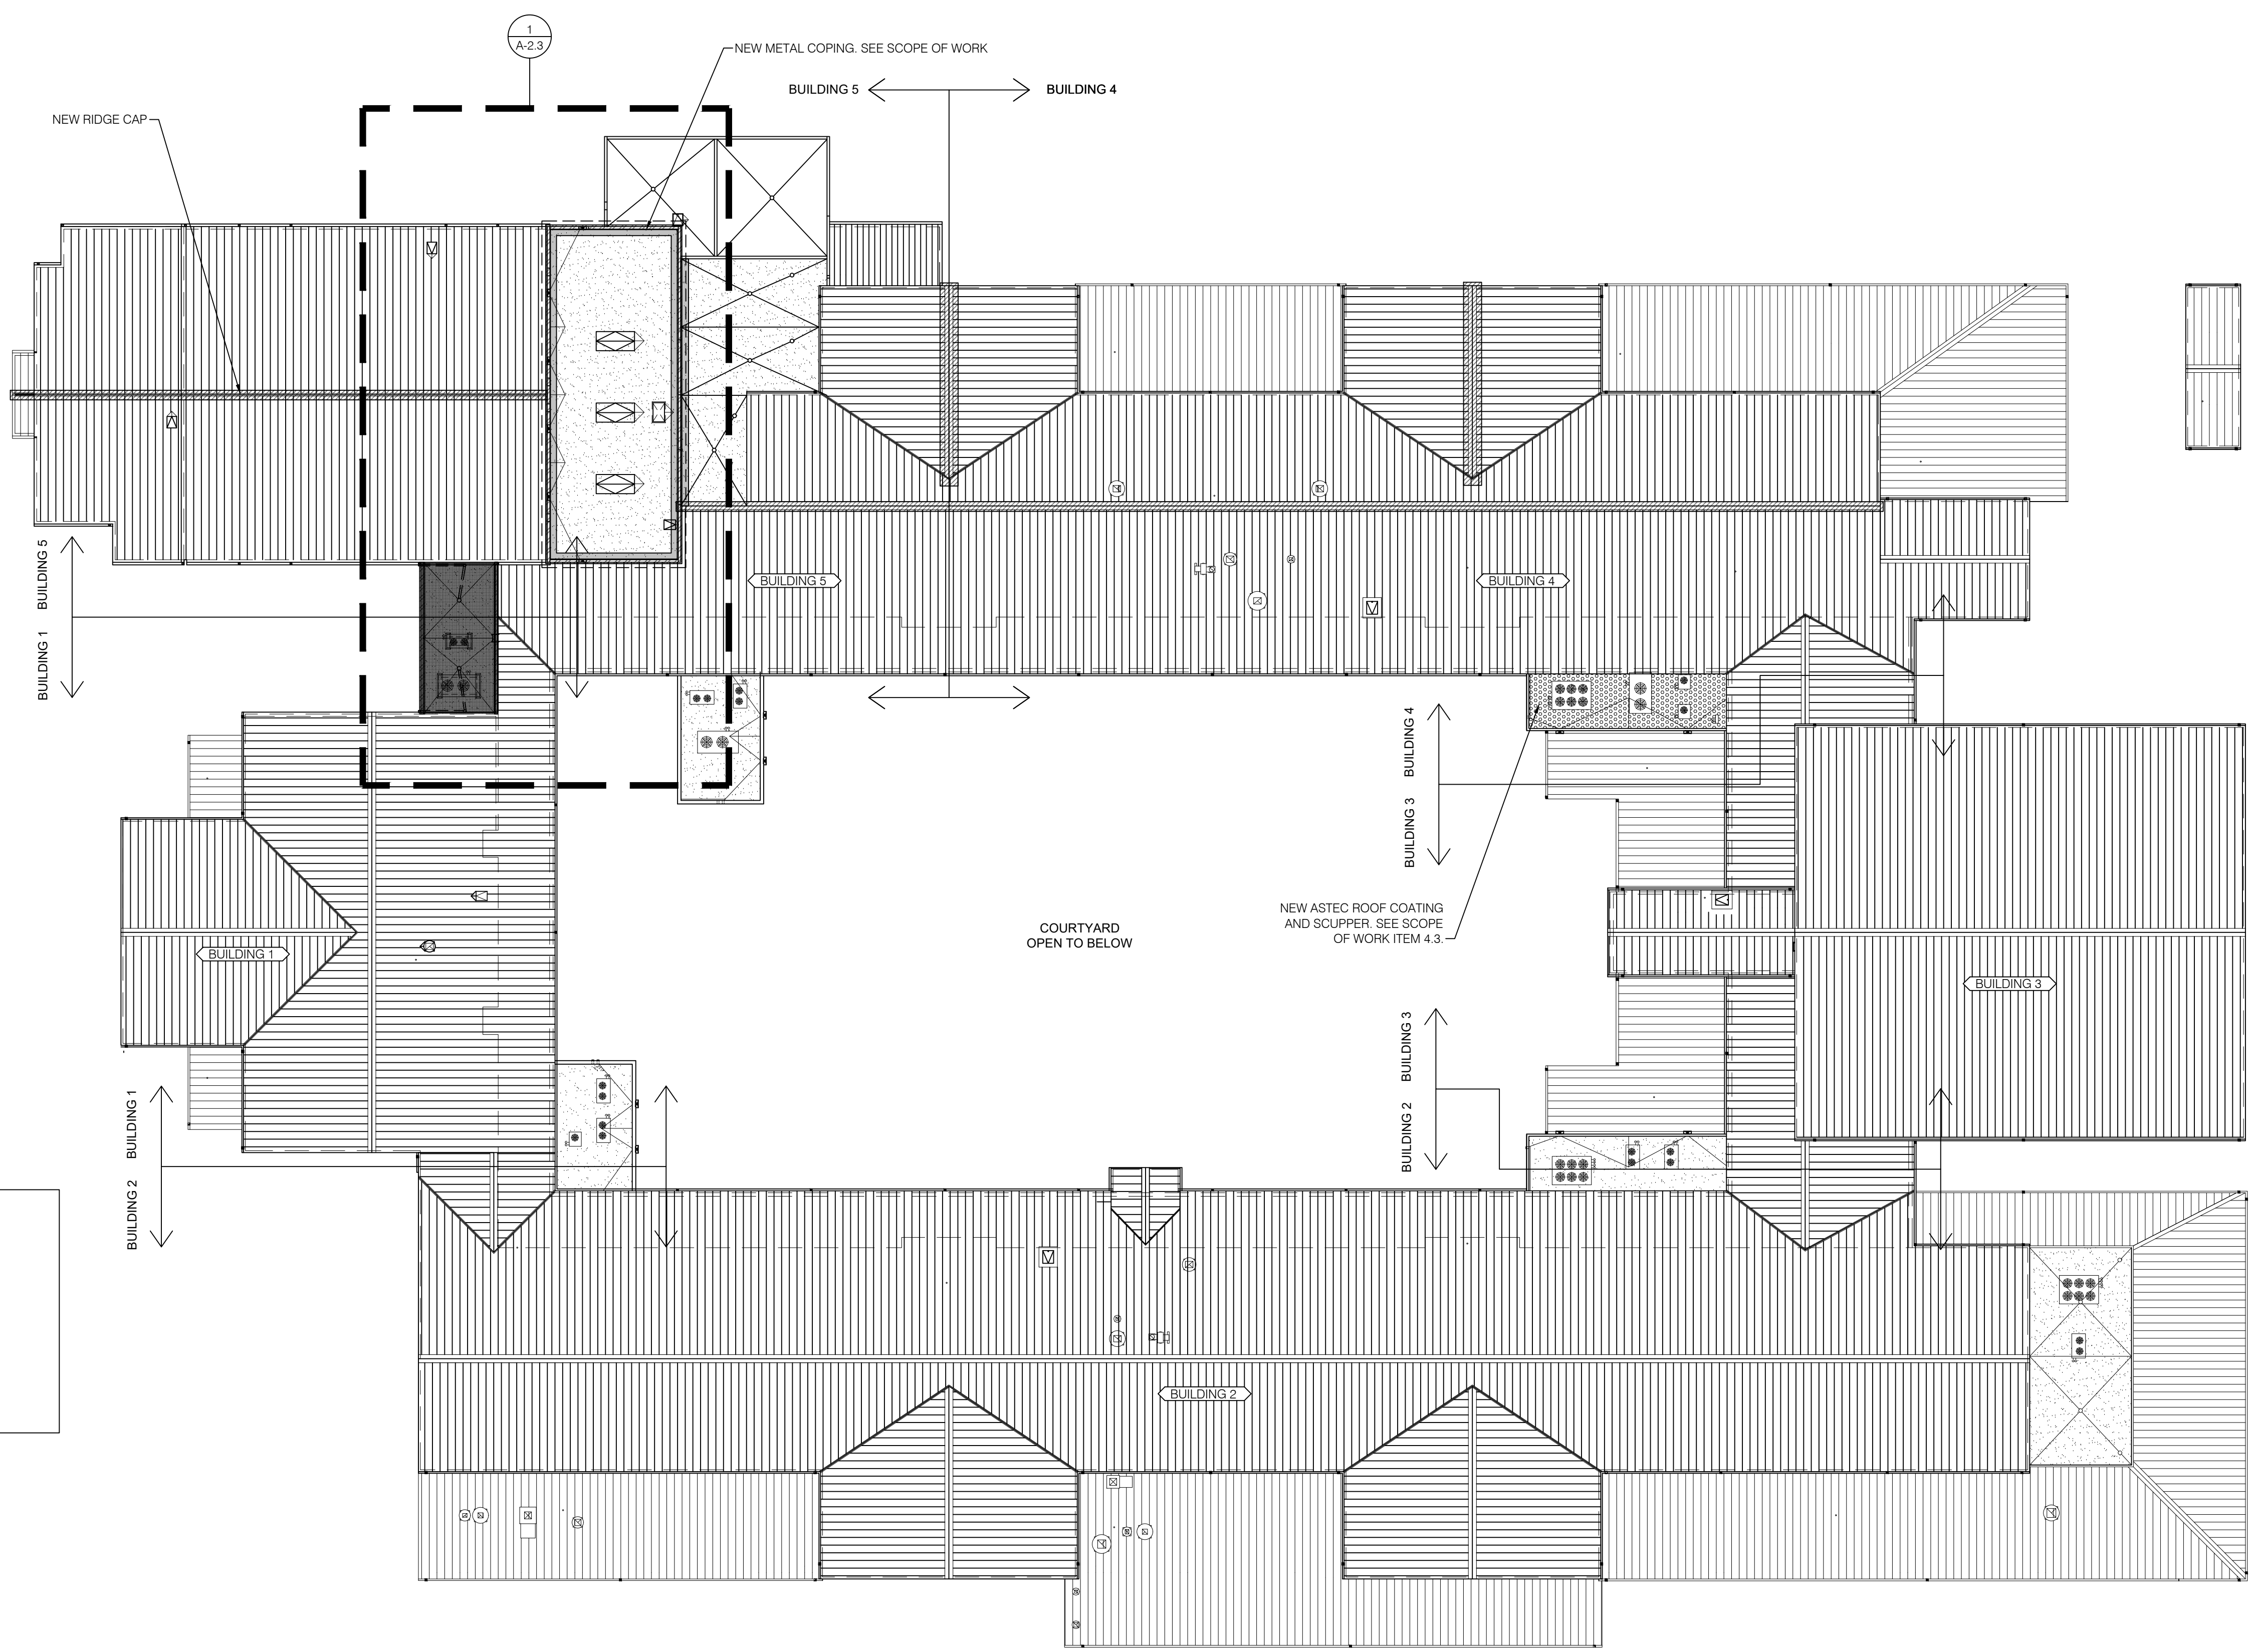 1
A-2.3
NEW METAL COPING. SEE SCOPE OF WORK
BUILDING 5
BUILDING 4
NEW RIDGE CAP
BUILDING 5
BUILDING 1
BUILDING 5
BUILDING 4
BUILDING 4
BUILDING 3
NEW ASTEC ROOF COATING
AND SCUPPER. SEE SCOPE
OF WORK ITEM 4.3.
COURTYARD
OPEN TO BELOW
BUILDING 1
BUILDING 3
BUILDING 3
BUILDING 2
BUILDING 1
BUILDING 2
BUILDING 2